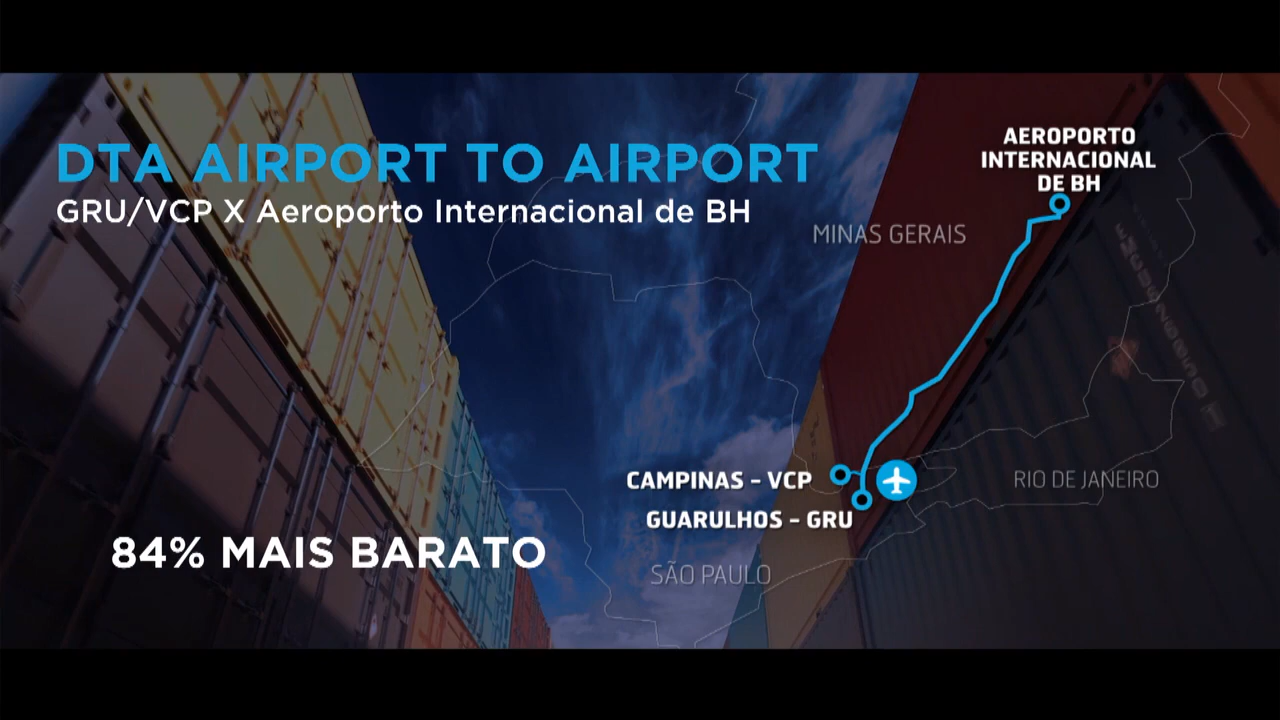 DTA AIRPORT TO AIRPORT
GRU/VCP X Aeroporto Internacional de BH
AEROPORTO
INTERNACIONAL
DE BH
MINAS GERAIS
CAMPINAS – VCP
GUARULHOS – GRU
RIO DE JANEIRO
84% MAIS BARATO
SÃO PAULO